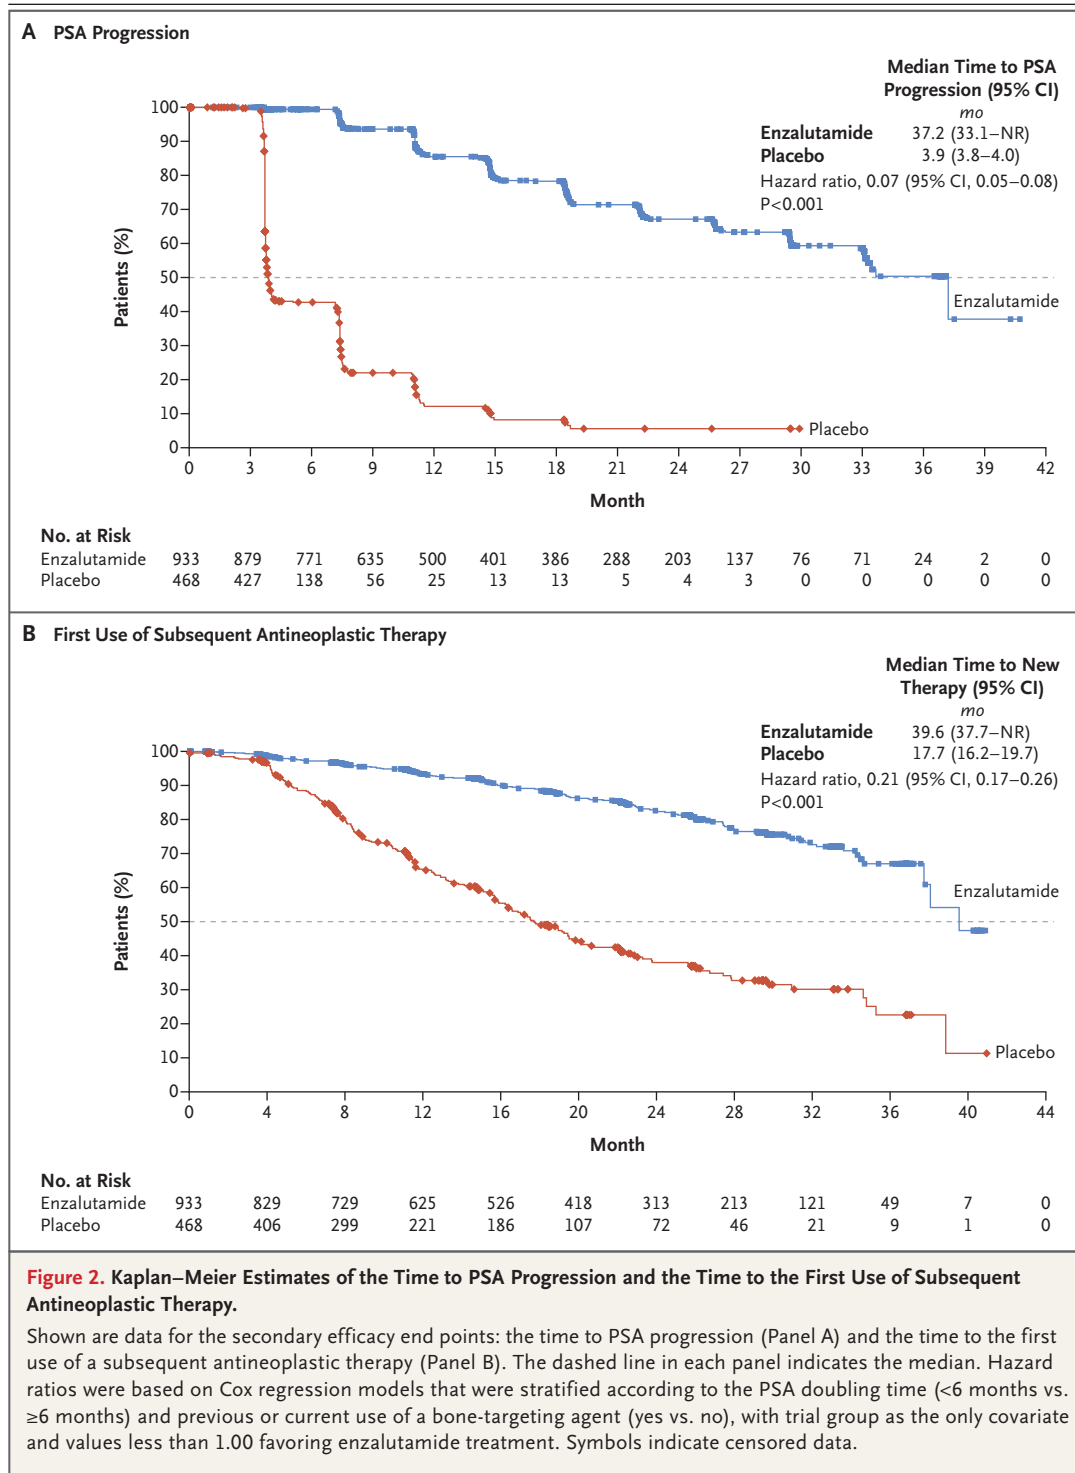 A PSA Progression
Median Time to PSA
Progression (95% CI)
mo
Enzalutamide 37.2 (33.1–NR)
Placebo 3.9 (3.8–4.0)
Hazard ratio, 0.07 (95% CI, 0.05–0.08)
P<0.001
Patients (%)
100
90
80
70
60
50
40
30
20
10
0
Enzalutamide
Placebo
0 3 6 9 12 15 18 21 24 27 30 33 36 39 42
Month
No. at Risk
Enzalutamide 933 879 771 635 500 401 386 288 203 137 76 71 24 2 0
Placebo 468 427 138 56 25 13 13 5 4 3 0 0 0 0 0
B First Use of Subsequent Antineoplastic Therapy
Median Time to New
Therapy (95% CI)
mo
Enzalutamide 39.6 (37.7–NR)
Placebo 17.7 (16.2–19.7)
Hazard ratio, 0.21 (95% CI, 0.17–0.26)
P<0.001
Patients (%)
100
90
80
70
60
50
40
30
20
10
0
Enzalutamide
Placebo
0 4 8 12 16 20 24 28 32 36 40 44
Month
No. at Risk
Enzalutamide 933 829 729 625 526 418 313 213 121 49 7 0
Placebo 468 406 299 221 186 107 72 46 21 9 1 0
Figure 2. Kaplan–Meier Estimates of the Time to PSA Progression and the Time to the First Use of Subsequent
Antineoplastic Therapy.
Shown are data for the secondary efficacy end points: the time to PSA progression (Panel A) and the time to the first
use of a subsequent antineoplastic therapy (Panel B). The dashed line in each panel indicates the median. Hazard
ratios were based on Cox regression models that were stratified according to the PSA doubling time (<6 months vs.
≥6 months) and previous or current use of a bone-targeting agent (yes vs. no), with trial group as the only covariate
and values less than 1.00 favoring enzalutamide treatment. Symbols indicate censored data.